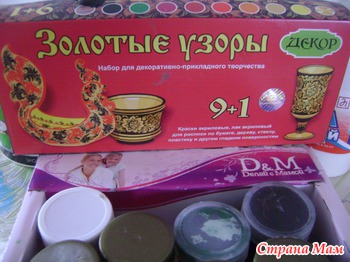 Золотые узоры
ДЕКОР
Набор для декоративно-прикладного творчества
9+1
Краски акриловые, лак акриловый
для росписи по бумаге, дереву, стеклу,
пластику и другим гладким поверхностям
D&M
Делай с Мамой
Страна Мам